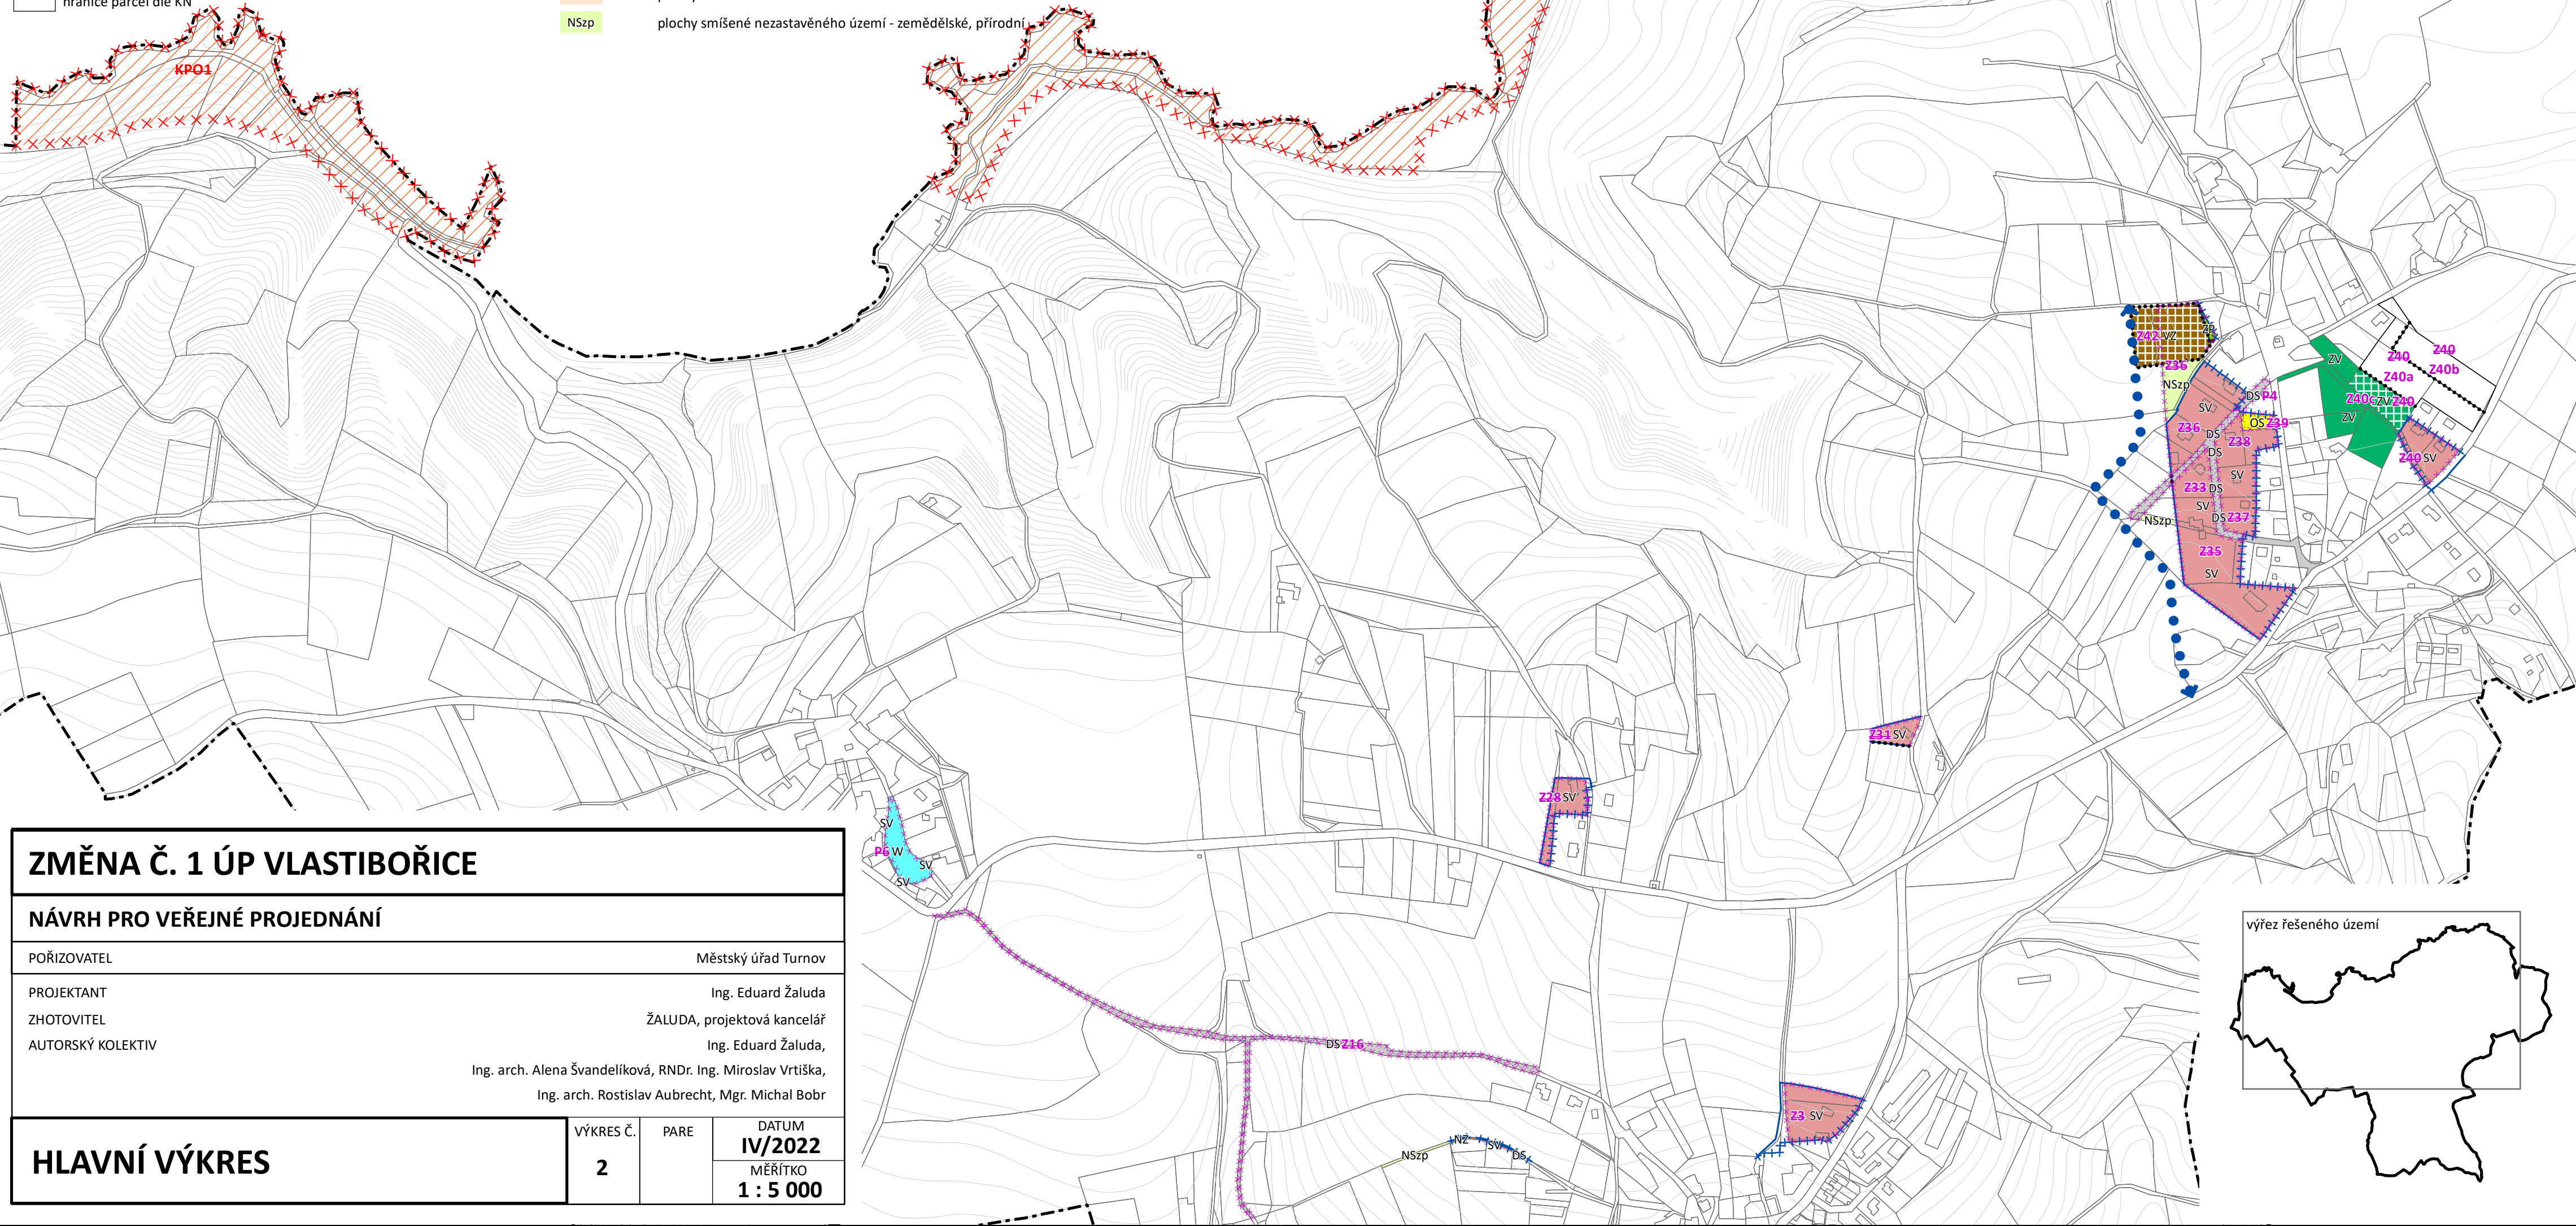 hranice parcel dle KN
NSzp plochy smíšené nezastavěného území - zemědělské, přírodní
KPO1
Z42 VZ
ZP
Z36
NSzp
SV
DS P4
OS Z39
Z36
DS
Z38
DS
SV
Z33 DS
SV
DS Z37
NSzp
Z35
SV
ZV
Z40
Z40
Z40a
Z40b
Z40c ZV Z40
ZV
Z40 SV
Z31 SV
Z28 SV
SV
P6 W
SV
SV
DS Z16
Z3 SV
NSzp
NZ
SV
DS
ZMĚNA Č. 1 ÚP VLASTIBOŘICE
NÁVRH PRO VEŘEJNÉ PROJEDNÁNÍ
POŘIZOVATEL Městský úřad Turnov
PROJEKTANT Ing. Eduard Žaluda
ZHOTOVITEL ŽALUDA, projektová kancelář
AUTORSKÝ KOLEKTIV Ing. Eduard Žaluda,
Ing. arch. Alena Švandelíková, RNDr. Ing. Miroslav Vrtiška,
Ing. arch. Rostislav Aubrecht, Mgr. Michal Bobr
HLAVNÍ VÝKRES
VÝKRES Č.
2
PARE
DATUM
IV/2022
MĚŘÍTKO
1 : 5 000
výřez řešeného území